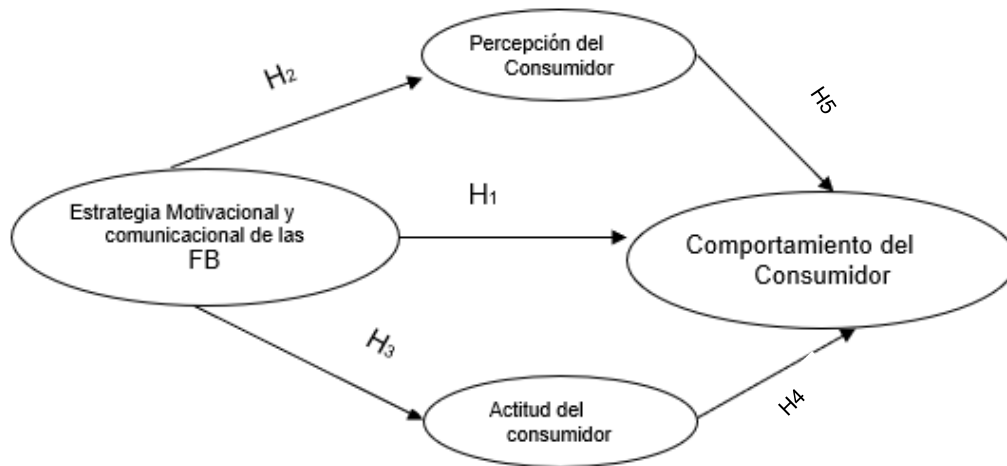 Percepción del
Consumidor
H2
H5
H1
Estrategia Motivacional y
comunicacional de las
FB
Comportamiento del
Consumidor
H3
H4
Actitud del
consumidor